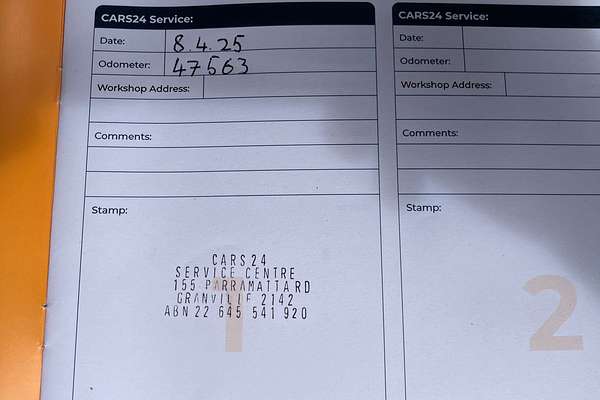 CARS24 Service:
Date: 8.4.25
Odometer: 47563
Workshop Address:
Comments:
Stamp:
CARS24
SERVICE CENTRE
155 PARRAMATTA RD
GRANVILLE 2142
ABN 22 645 541 920
1
CARS24 Service:
Date:
Odometer:
Workshop Address:
Comments:
Stamp:
2